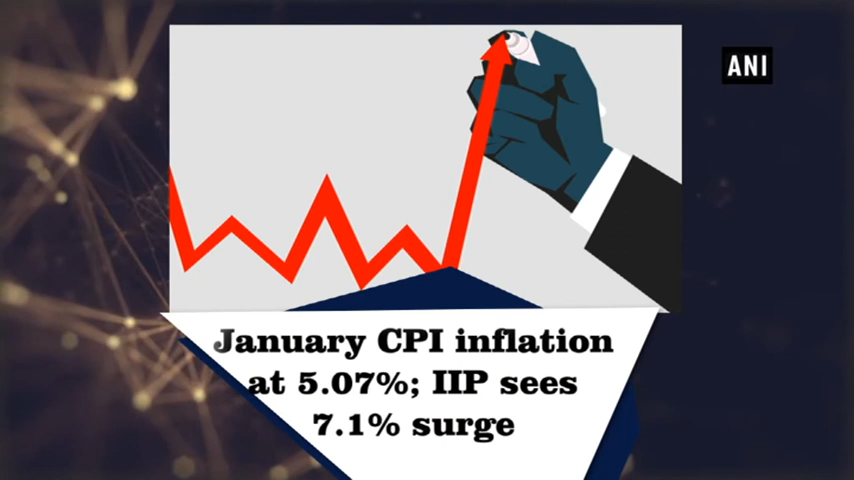 ANI
January CPI inflation
at 5.07%; IIP sees
7.1% surge